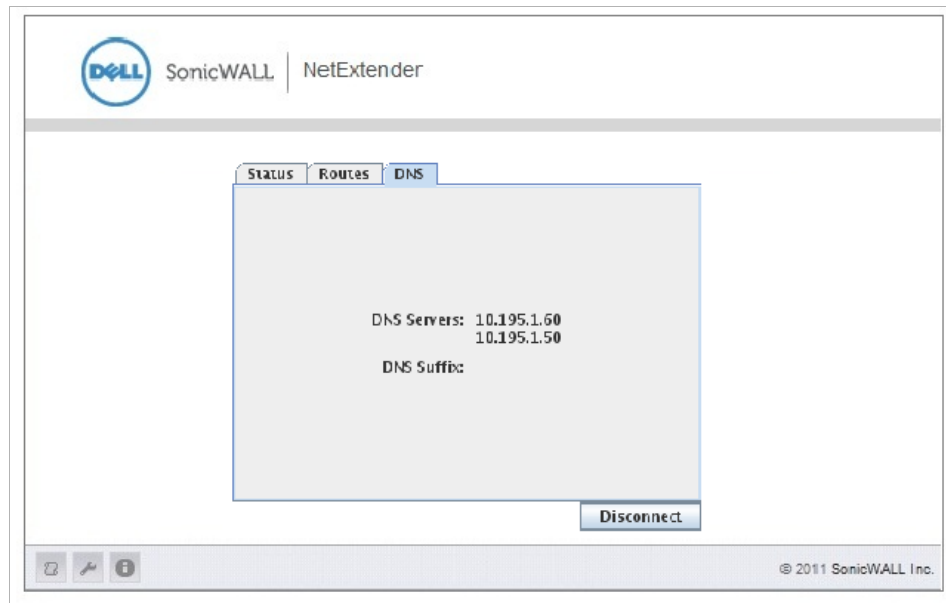 DELL SonicWALL NetExtender
Status Routes DNS
DNS Servers: 10.195.1.60
10.195.1.50
DNS Suffix:
Disconnect
© 2011 SonicWALL Inc.